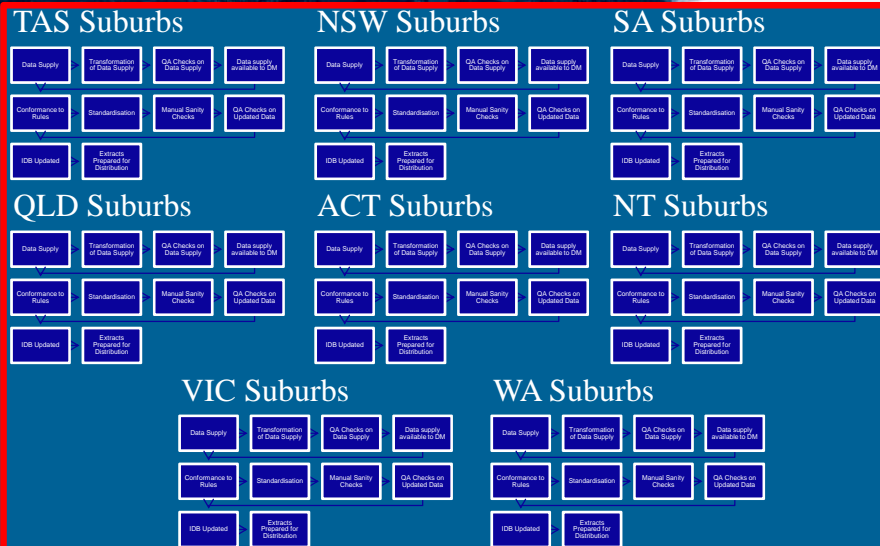 TAS Suburbs
Data Supply
Transformation
of Data Supply
QA Checks on
Data Supply
Data supply
available to DM
Conformance to
Rules
Standardisation
Manual Sanity
Checks
QA Checks on
Updated Data
IDB Updated
Extracts
Prepared for
Distribution
NSW Suburbs
Data Supply
Transformation
of Data Supply
QA Checks on
Data Supply
Data supply
available to DM
Conformance to
Rules
Standardisation
Manual Sanity
Checks
QA Checks on
Updated Data
IDB Updated
Extracts
Prepared for
Distribution
SA Suburbs
Data Supply
Transformation
of Data Supply
QA Checks on
Data Supply
Data supply
available to DM
Conformance to
Rules
Standardisation
Manual Sanity
Checks
QA Checks on
Updated Data
IDB Updated
Extracts
Prepared for
Distribution
QLD Suburbs
Data Supply
Transformation
of Data Supply
QA Checks on
Data Supply
Data supply
available to DM
Conformance to
Rules
Standardisation
Manual Sanity
Checks
QA Checks on
Updated Data
IDB Updated
Extracts
Prepared for
Distribution
ACT Suburbs
Data Supply
Transformation
of Data Supply
QA Checks on
Data Supply
Data supply
available to DM
Conformance to
Rules
Standardisation
Manual Sanity
Checks
QA Checks on
Updated Data
IDB Updated
Extracts
Prepared for
Distribution
NT Suburbs
Data Supply
Transformation
of Data Supply
QA Checks on
Data Supply
Data supply
available to DM
Conformance to
Rules
Standardisation
Manual Sanity
Checks
QA Checks on
Updated Data
IDB Updated
Extracts
Prepared for
Distribution
VIC Suburbs
Data Supply
Transformation
of Data Supply
QA Checks on
Data Supply
Data supply
available to DM
Conformance to
Rules
Standardisation
Manual Sanity
Checks
QA Checks on
Updated Data
IDB Updated
Extracts
Prepared for
Distribution
WA Suburbs
Data Supply
Transformation
of Data Supply
QA Checks on
Data Supply
Data supply
available to DM
Conformance to
Rules
Standardisation
Manual Sanity
Checks
QA Checks on
Updated Data
IDB Updated
Extracts
Prepared for
Distribution